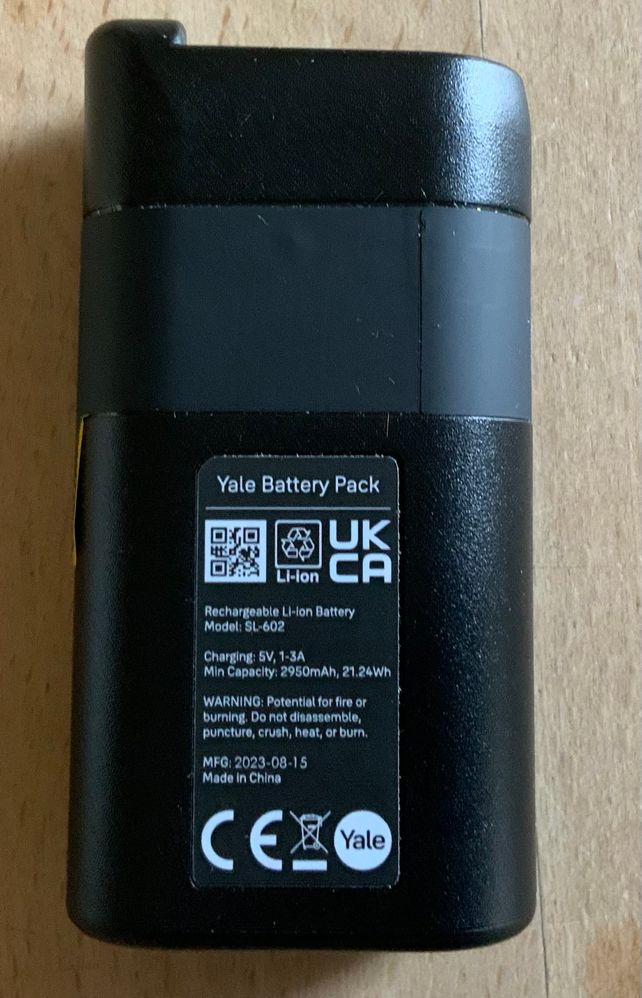 Yale Battery Pack
Li-ion
UK
CA
Rechargeable Li-ion Battery
Model: SL-602
Charging: 5V, 1-3A
Min Capacity: 2950mAh, 21.24Wh
WARNING: Potential for fire or
burning. Do not disassemble,
puncture, crush, heat, or burn.
MFG: 2023-08-15
Made in China
CE
Yale